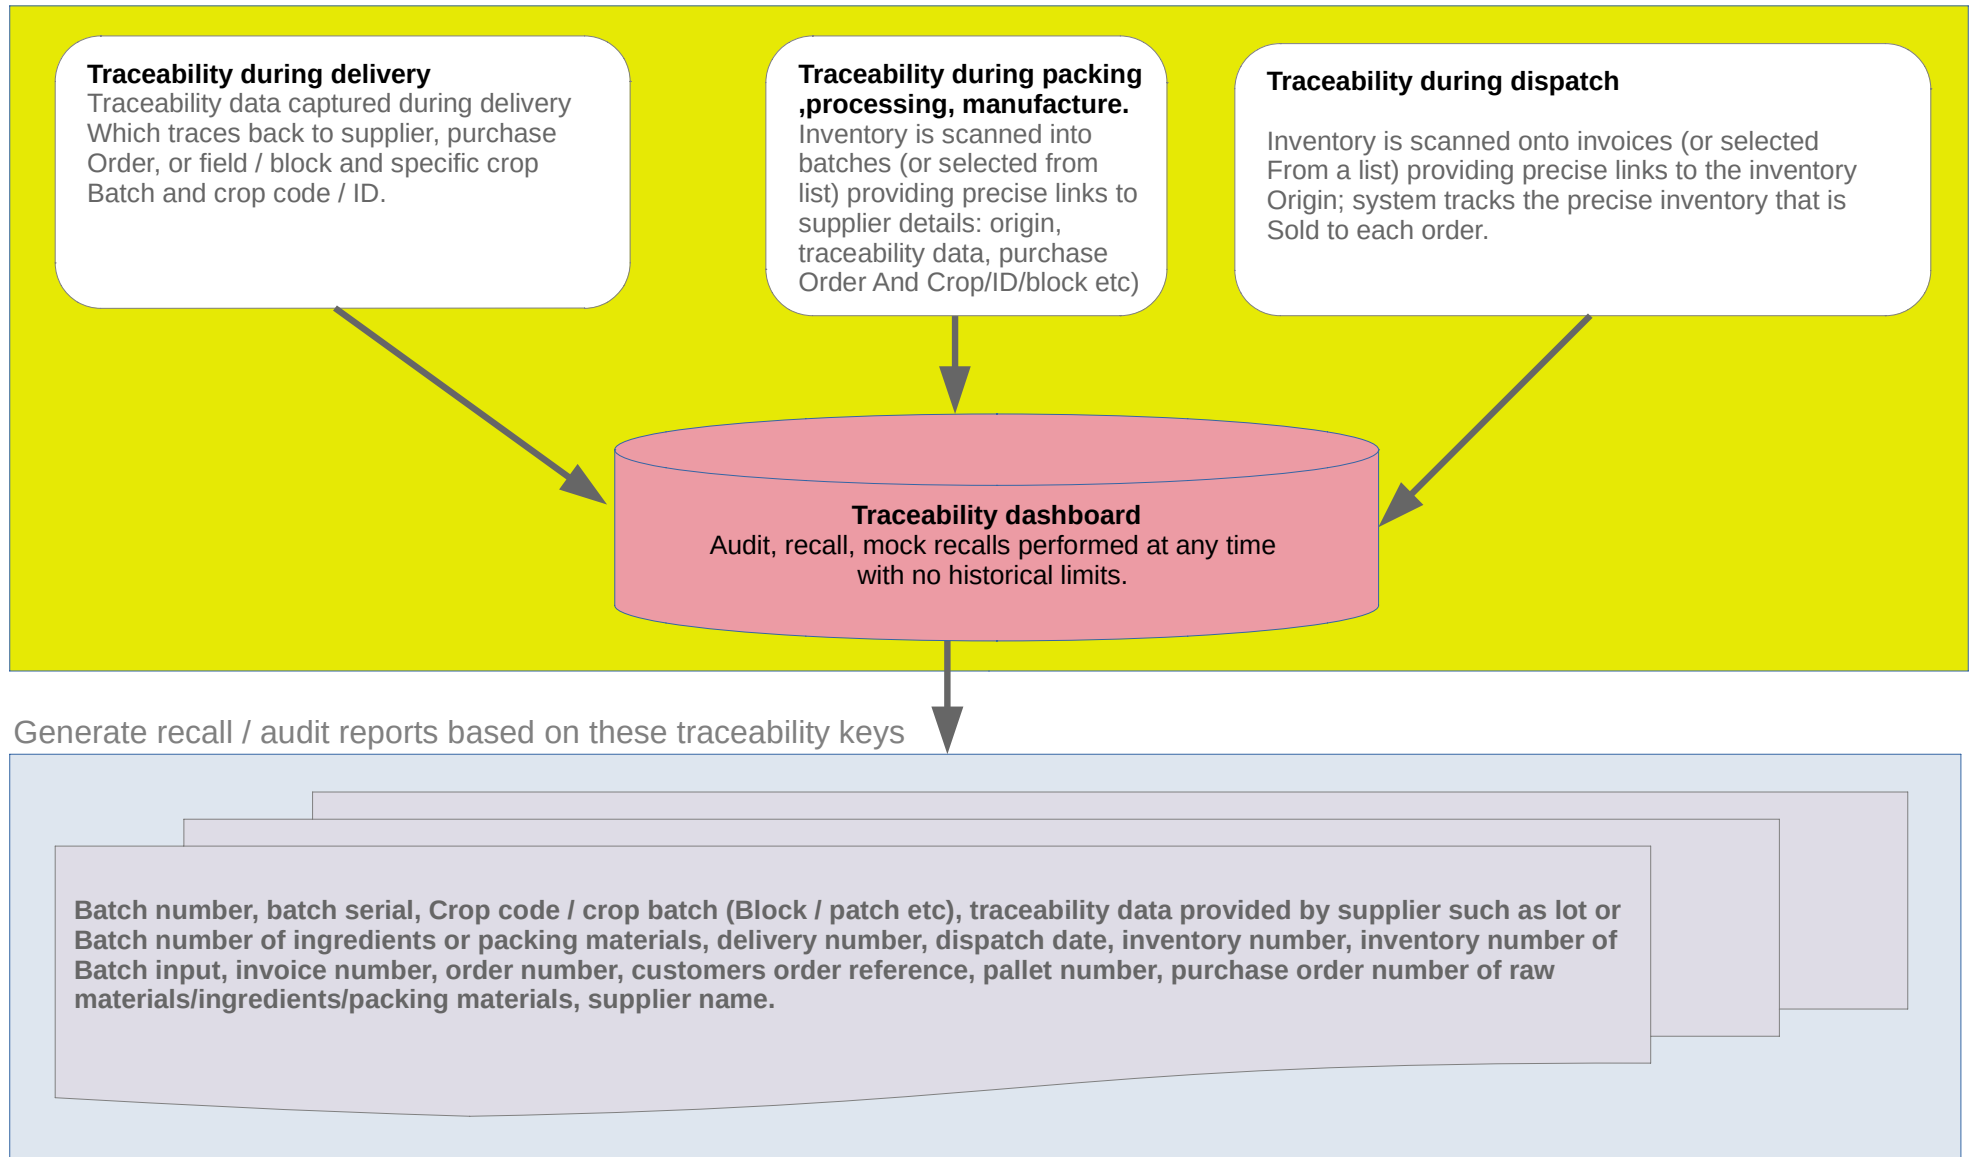 Traceability during delivery
Traceability data captured during delivery
Which traces back to supplier, purchase
Order, or field / block and specific crop
Batch and crop code / ID.
Traceability during packing
,processing, manufacture.
Inventory is scanned into
batches (or selected from
list) providing precise links to
supplier details: origin,
traceability data, purchase
Order And Crop/ID/block etc)
Traceability during dispatch
Inventory is scanned onto invoices (or selected
From a list) providing precise links to the inventory
Origin; system tracks the precise inventory that is
Sold to each order.
Traceability dashboard
Audit, recall, mock recalls performed at any time
with no historical limits.
Generate recall / audit reports based on these traceability keys
Batch number, batch serial, Crop code / crop batch (Block / patch etc), traceability data provided by supplier such as lot or
Batch number of ingredients or packing materials, delivery number, dispatch date, inventory number, inventory number of
Batch input, invoice number, order number, customers order reference, pallet number, purchase order number of raw
materials/ingredients/packing materials, supplier name.